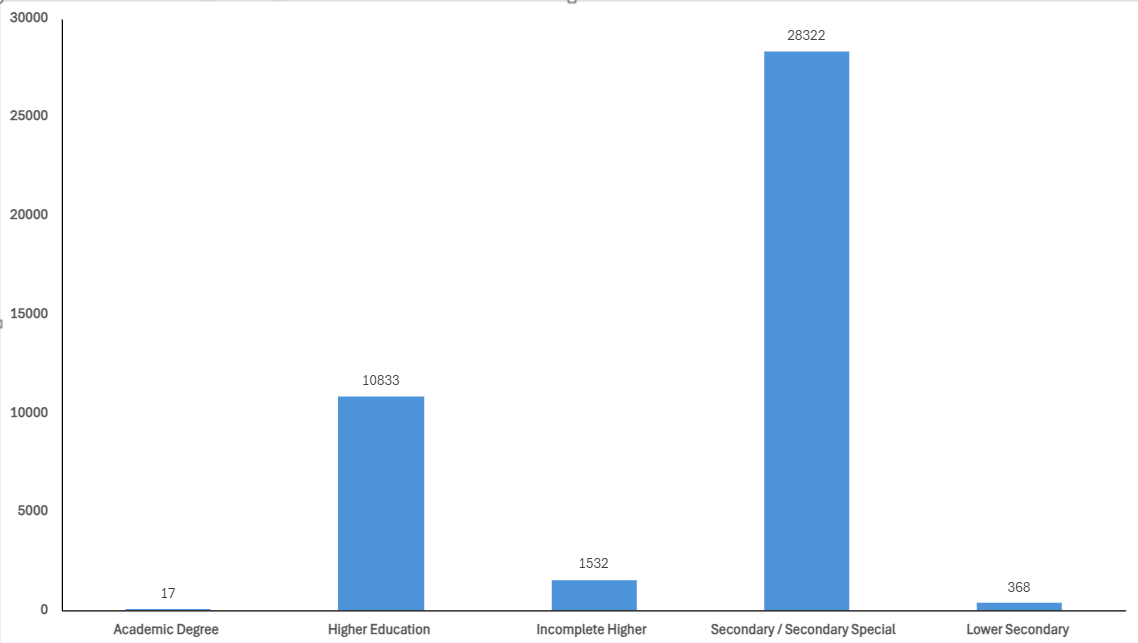 30000
28322
25000
20000
15000
10833
10000
5000
1532
17
368
0
Academic Degree
Higher Education
Incomplete Higher
Secondary / Secondary Special
Lower Secondary